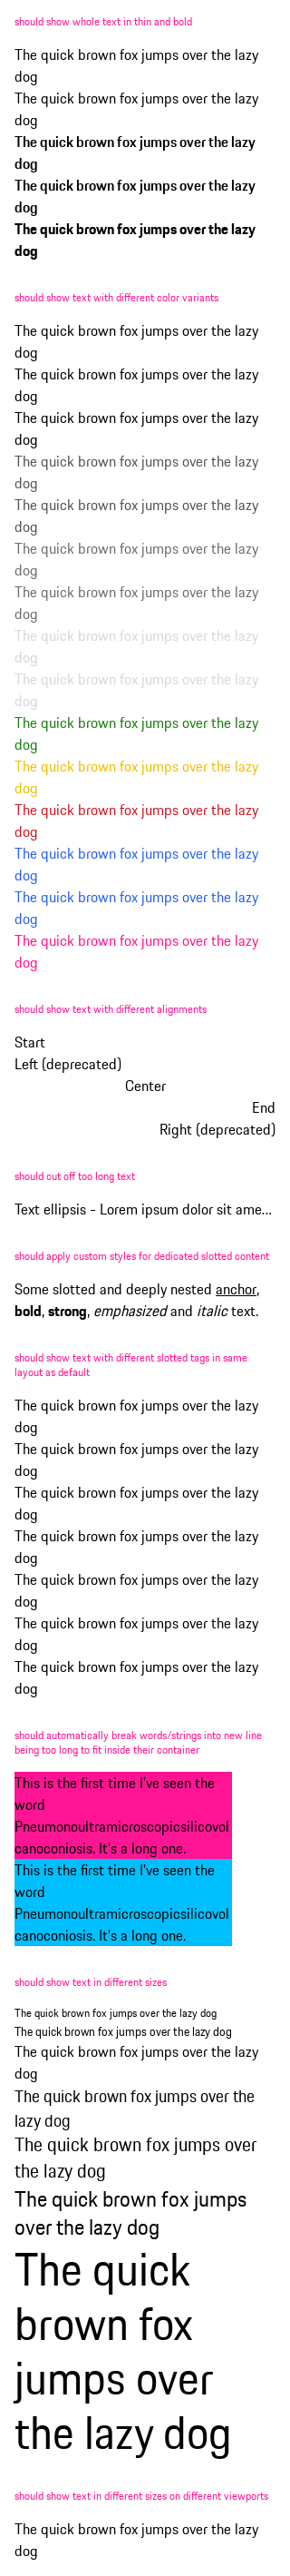 should show whole text in thin and bold
The quick brown fox jumps over the lazy
dog
The quick brown fox jumps over the lazy
dog
The quick brown fox jumps over the lazy
dog
The quick brown fox jumps over the lazy
dog
The quick brown fox jumps over the lazy
dog
should show text with different color variants
The quick brown fox jumps over the lazy
dog
The quick brown fox jumps over the lazy
dog
The quick brown fox jumps over the lazy
dog
The quick brown fox jumps over the lazy
dog
The quick brown fox jumps over the lazy
dog
The quick brown fox jumps over the lazy
dog
The quick brown fox jumps over the lazy
dog
The quick brown fox jumps over the lazy
dog
The quick brown fox jumps over the lazy
dog
The quick brown fox jumps over the lazy
dog
The quick brown fox jumps over the lazy
dog
The quick brown fox jumps over the lazy
dog
The quick brown fox jumps over the lazy
dog
The quick brown fox jumps over the lazy
dog
The quick brown fox jumps over the lazy
dog
should show text with different alignments
Start
Left (deprecated)
Center
End
Right (deprecated)
should cut off too long text
Text ellipsis - Lorem ipsum dolor sit ame...
should apply custom styles for dedicated slotted content
Some slotted and deeply nested anchor,
bold, strong, emphasized and italic text.
should show text with different slotted tags in same
layout as default
The quick brown fox jumps over the lazy
dog
The quick brown fox jumps over the lazy
dog
The quick brown fox jumps over the lazy
dog
The quick brown fox jumps over the lazy
dog
The quick brown fox jumps over the lazy
dog
The quick brown fox jumps over the lazy
dog
The quick brown fox jumps over the lazy
dog
should automatically break words/strings into new line
being too long to fit inside their container
This is the first time I've seen the
word
Pneumonoultramicroscopicsilicovol
canoconiosis. It's a long one.
This is the first time I've seen the
word
Pneumonoultramicroscopicsilicovol
canoconiosis. It's a long one.
should show text in different sizes
The quick brown fox jumps over the lazy dog
The quick brown fox jumps over the lazy dog
The quick brown fox jumps over the lazy
dog
The quick brown fox jumps over the
lazy dog
The quick brown fox jumps over
the lazy dog
The quick brown fox jumps
over the lazy dog
The quick
brown fox
jumps over
the lazy dog
should show text in different sizes on different viewports
The quick brown fox jumps over the lazy
dog